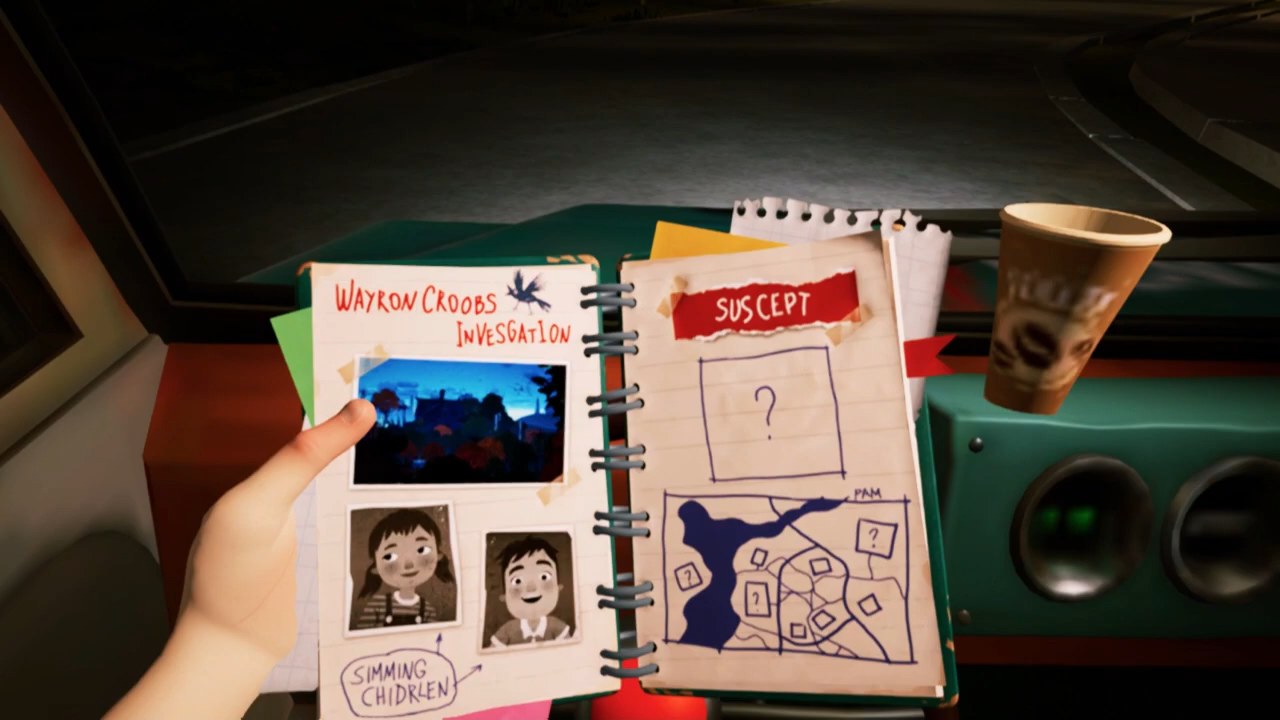 WAYRON CROOBS
INVESGATION
SIMMING
CHIDRLEN
SUSCEPT
?
PAM
?
?
?